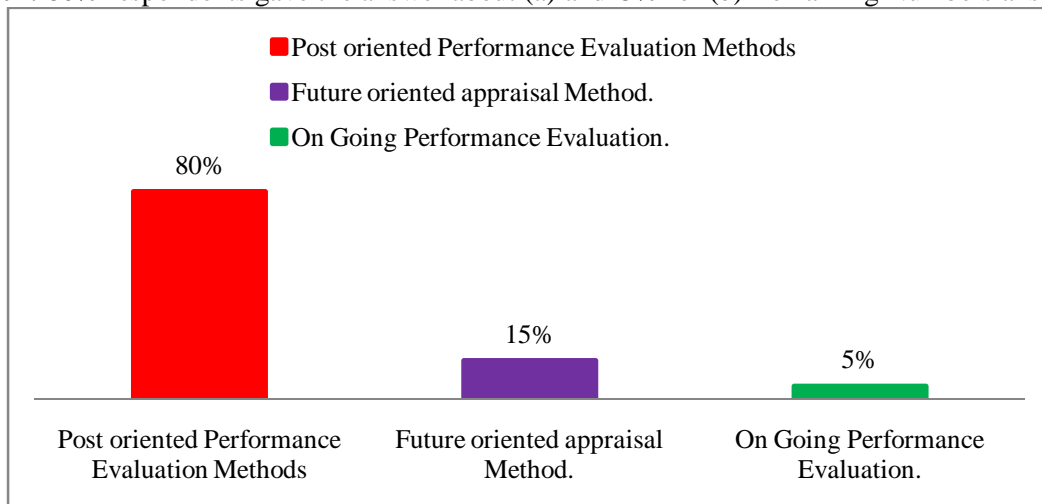 Post oriented Performance Evaluation Methods
Future oriented appraisal Method.
On Going Performance Evaluation.
80%
15%
5%
Post oriented Performance
Evaluation Methods
Future oriented appraisal
Method.
On Going Performance
Evaluation.